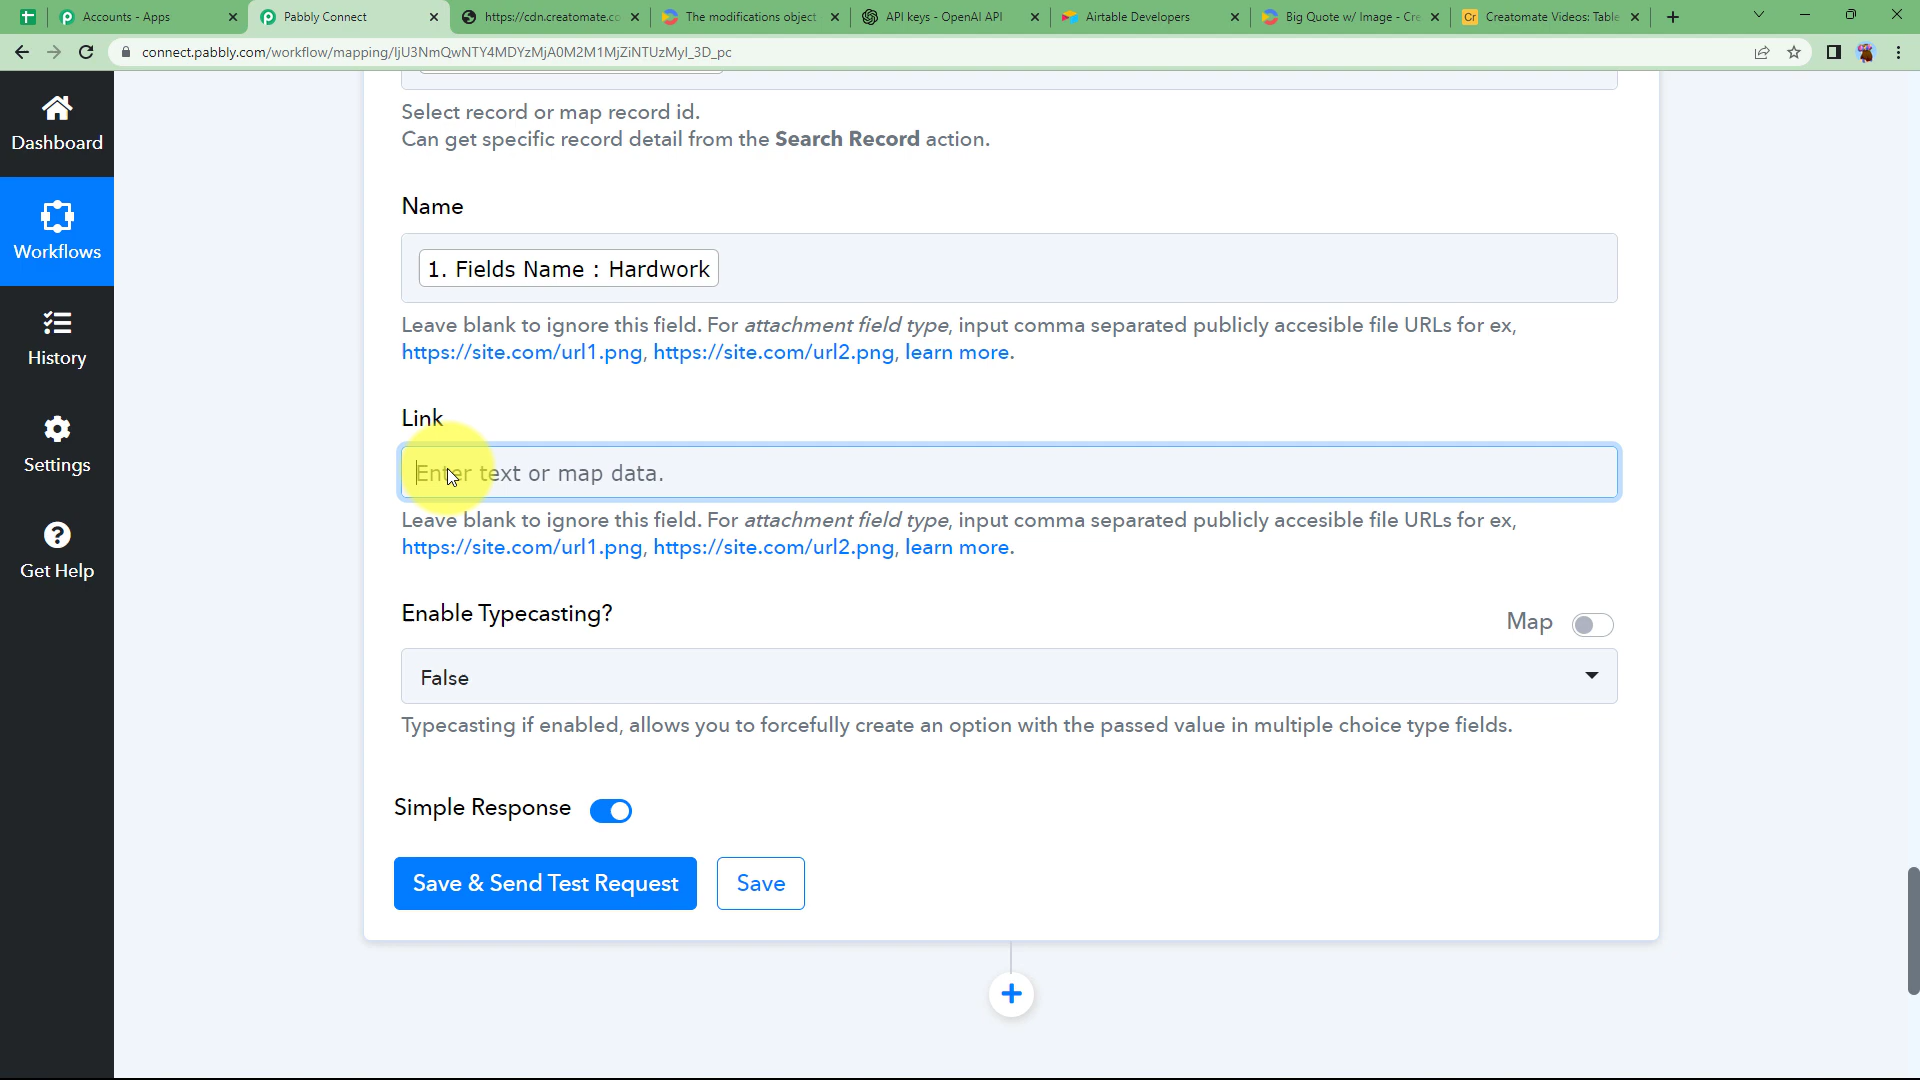 Accounts - Apps
Pabbly Connect
https://cdn.creatomate.cc
The modifications object
API keys - OpenAI API
Airtable Developers
Big Quote w/ Image - Cre
Creatomate Videos: Table
connect.pabbly.com/workflow/mapping/IjU3NmQwNTY4MDYzMjA0M2M1MjZiNTUzMyI_3D_pc
Dashboard
Workflows
History
Settings
Get Help
Select record or map record id.
Can get specific record detail from the Search Record action.
Name
1. Fields Name : Hardwork
Leave blank to ignore this field. For attachment field type, input comma separated publicly accesible file URLs for ex,
https://site.com/url1.png, https://site.com/url2.png, learn more.
Link
Enter text or map data.
Leave blank to ignore this field. For attachment field type, input comma separated publicly accesible file URLs for ex,
https://site.com/url1.png, https://site.com/url2.png, learn more.
Enable Typecasting?
Map
False
Typecasting if enabled, allows you to forcefully create an option with the passed value in multiple choice type fields.
Simple Response
Save & Send Test Request
Save